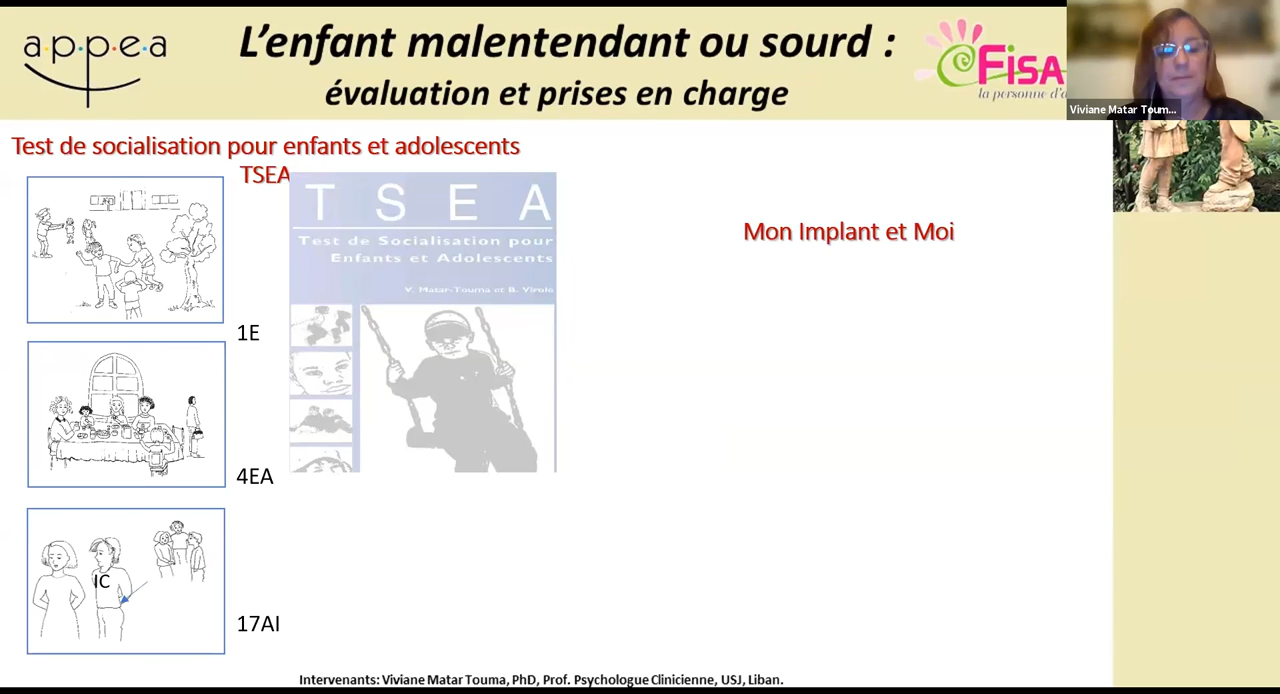 a·p·p·e·a
L'enfant malentendant ou sourd :
évaluation et prises en charge
FISA
la personne d'a
Viviane Matar Toum...
Test de socialisation pour enfants et adolescents
TSEA
T S E A
Test de Socialisation pour
Enfants et Adolescents
V. Matar-Touma et B. Virole
Mon Implant et Moi
1E
4EA
IC
17AI
Intervenants: Viviane Matar Touma, PhD, Prof. Psychologue Clinicienne, USJ, Liban.